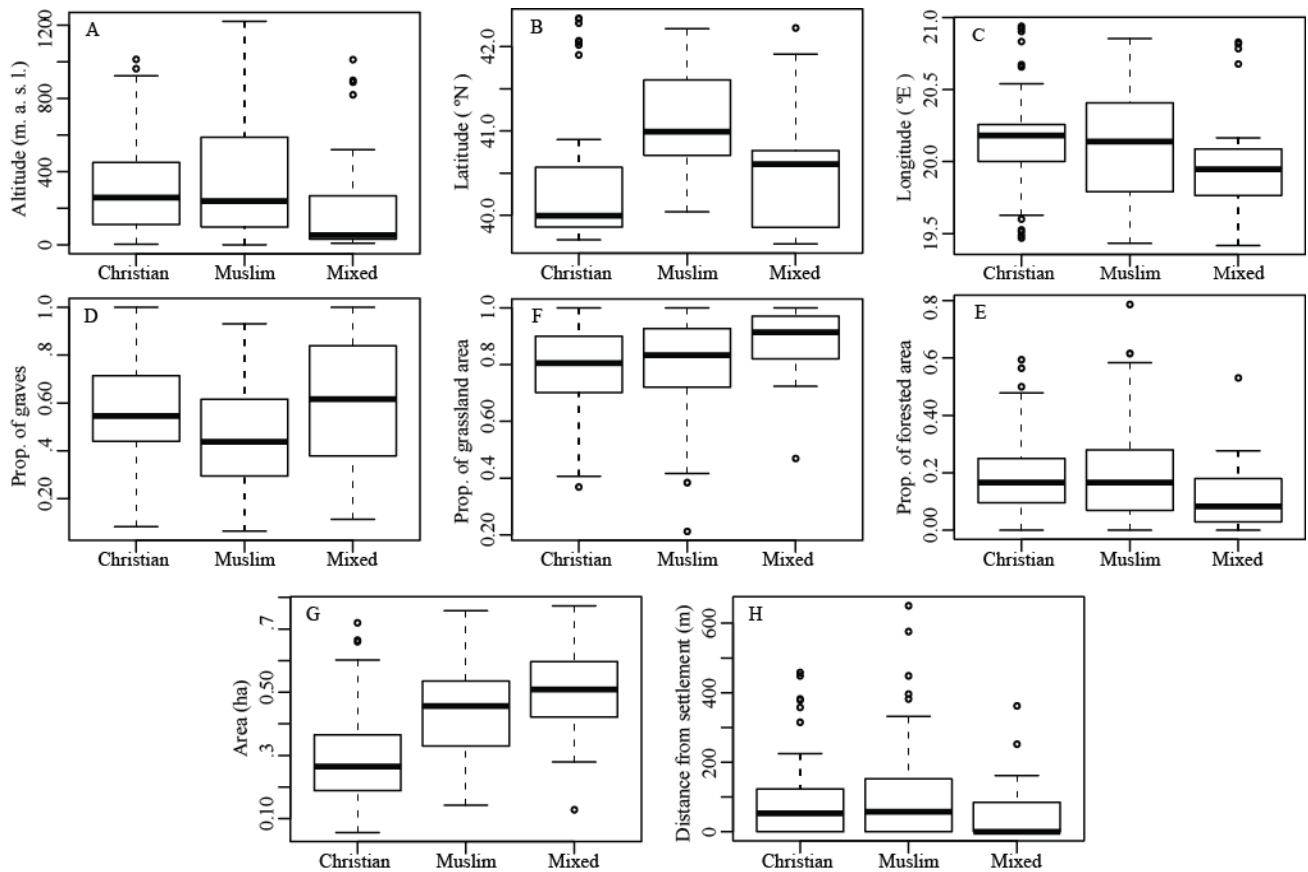 A
Altitude (m. a. s. l.)
1200
800
400
0
Christian Muslim Mixed
B
Latitude ( °N)
42.0
41.0
40.0
Christian Muslim Mixed
C
Longitude ( °E)
21.0
20.5
20.0
19.5
Christian Muslim Mixed
D
Prop. of graves
1.0
.8
0.60
.4
0.20
Christian Muslim Mixed
F
Prop. of grassland area
1.0
0.8
0.60
0.4
0.20
Christian Muslim Mixed
E
Prop. of forested area
0.8
0.6
0.40
0.2
0.00
Christian Muslim Mixed
G
Area (ha)
.7
0.50
.3
0.10
Christian Muslim Mixed
H
Distance from settlement (m)
600
400
200
0
Christian Muslim Mixed